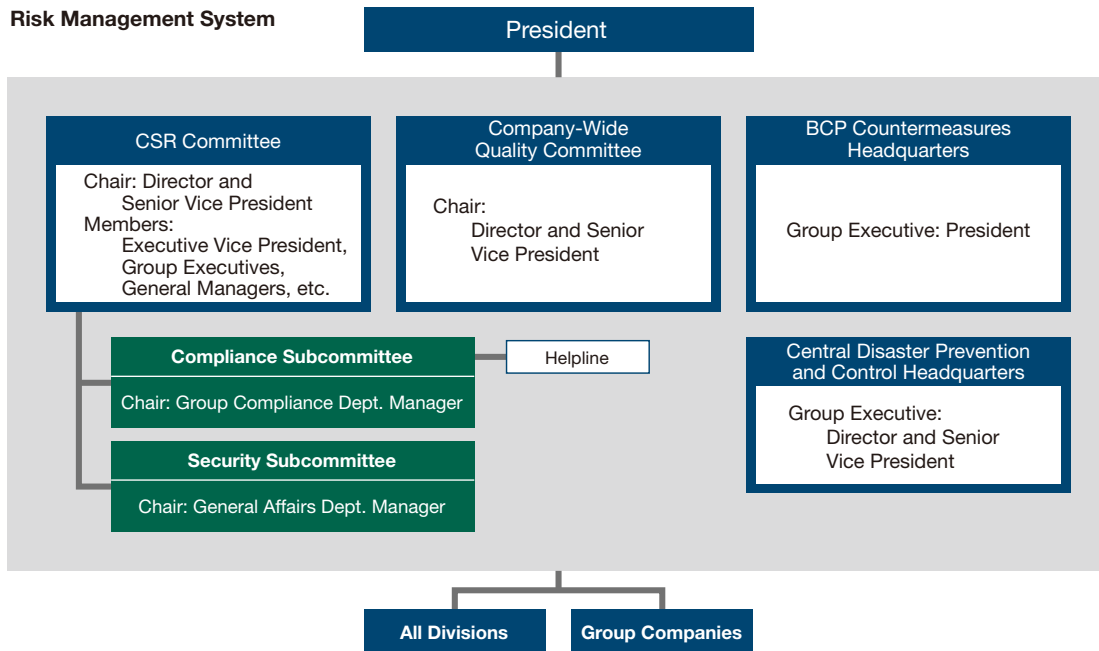 Risk Management System
President
CSR Committee
Chair: Director and
Senior Vice President
Members:
Executive Vice President,
Group Executives,
General Managers, etc.
Company-Wide
Quality Committee
Chair:
Director and Senior
Vice President
BCP Countermeasures
Headquarters
Group Executive: President
Compliance Subcommittee
Chair: Group Compliance Dept. Manager
Helpline
Security Subcommittee
Chair: General Affairs Dept. Manager
Central Disaster Prevention
and Control Headquarters
Group Executive:
Director and Senior
Vice President
All Divisions
Group Companies